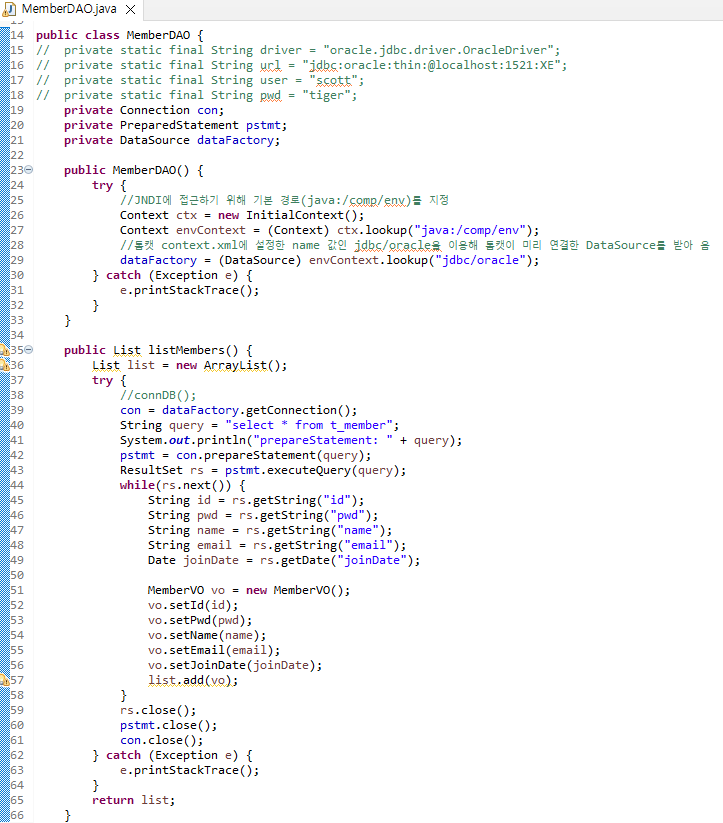 MemberDAO.java
14 public class MemberDAO {
15 //  private static final String driver = "oracle.jdbc.driver.OracleDriver";
16 //  private static final String url = "jdbc:oracle:thin:@localhost:1521:XE";
17 //  private static final String user = "scott";
18 //  private static final String pwd = "tiger";
19     private Connection con;
20     private PreparedStatement pstmt;
21     private DataSource dataFactory;
22
23     public MemberDAO() {
24         try {
25             //JNDI에 접근하기 위해 기본 경로(java:/comp/env)를 지정
26             Context ctx = new InitialContext();
27             Context envContext = (Context) ctx.lookup("java:/comp/env");
28             //톰캣 context.xml에 설정한 name 값인 jdbc/oracle을 이용해 톰캣이 미리 연결한 DataSource를 받아 옴
29             dataFactory = (DataSource) envContext.lookup("jdbc/oracle");
30         } catch (Exception e) {
31             e.printStackTrace();
32         }
33     }
34
35     public List listMembers() {
36         List list = new ArrayList();
37         try {
38             //connDB();
39             con = dataFactory.getConnection();
40             String query = "select * from t_member";
41             System.out.println("prepareStatement: " + query);
42             pstmt = con.prepareStatement(query);
43             ResultSet rs = pstmt.executeQuery(query);
44             while(rs.next()) {
45                 String id = rs.getString("id");
46                 String pwd = rs.getString("pwd");
47                 String name = rs.getString("name");
48                 String email = rs.getString("email");
49                 Date joinDate = rs.getDate("joinDate");
50
51                 MemberVO vo = new MemberVO();
52                 vo.setId(id);
53                 vo.setPwd(pwd);
54                 vo.setName(name);
55                 vo.setEmail(email);
56                 vo.setJoinDate(joinDate);
57                 list.add(vo);
58             }
59             rs.close();
60             pstmt.close();
61             con.close();
62         } catch (Exception e) {
63             e.printStackTrace();
64         }
65         return list;
66     }